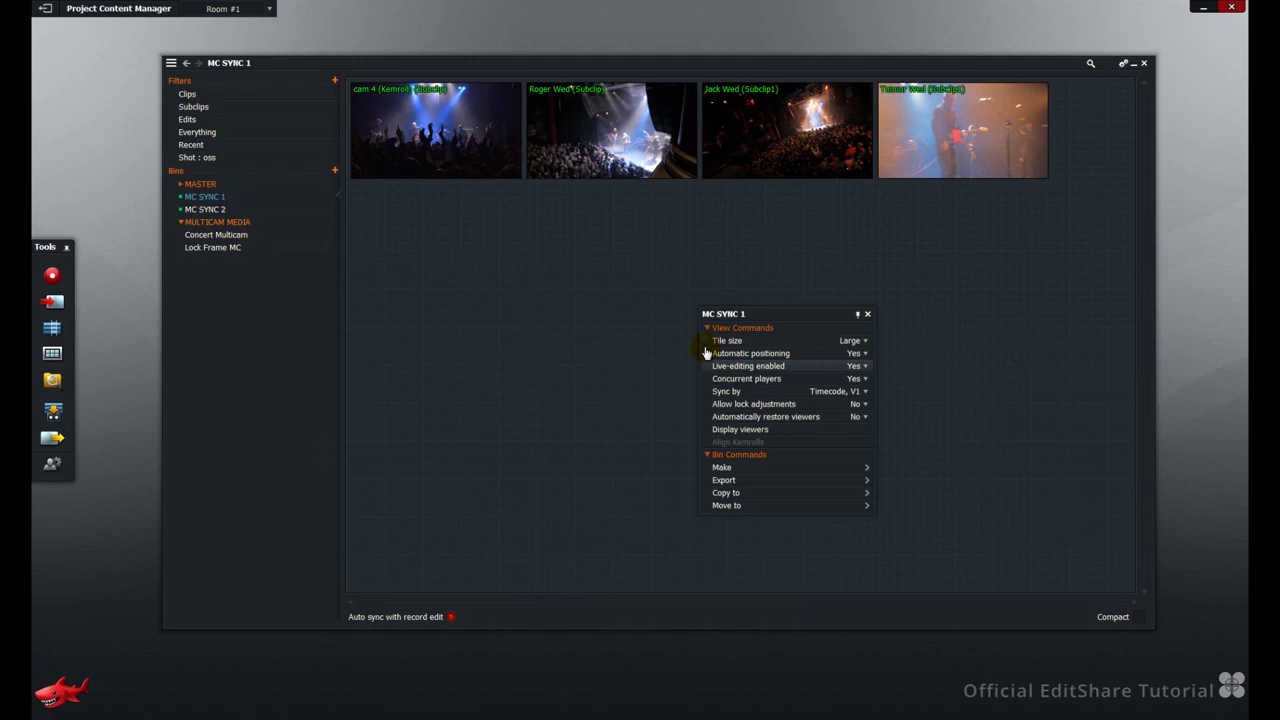 Project Content Manager
Room #1
MC SYNC 1
Filters
Clips
Subclips
Edits
Everything
Recent
Shot : oss
Bins
MASTER
MC SYNC 1
MC SYNC 2
MULTICAM MEDIA
Concert Multicam
Lock Frame MC
cam 4 (Kemroll) (Subclip)
Roger Wed (Subclip)
Jack Wed (Subclip1)
Tools
MC SYNC 1
View Commands
Tile size Large
Automatic positioning Yes
Live-editing enabled Yes
Concurrent players Yes
Sync by Timecode, V1
Allow lock adjustments No
Automatically restore viewers No
Display viewers
Align Kemrolls
Bin Commands
Make
Export
Copy to
Move to
Auto sync with record edit
Compact
Official EditShare Tutorial